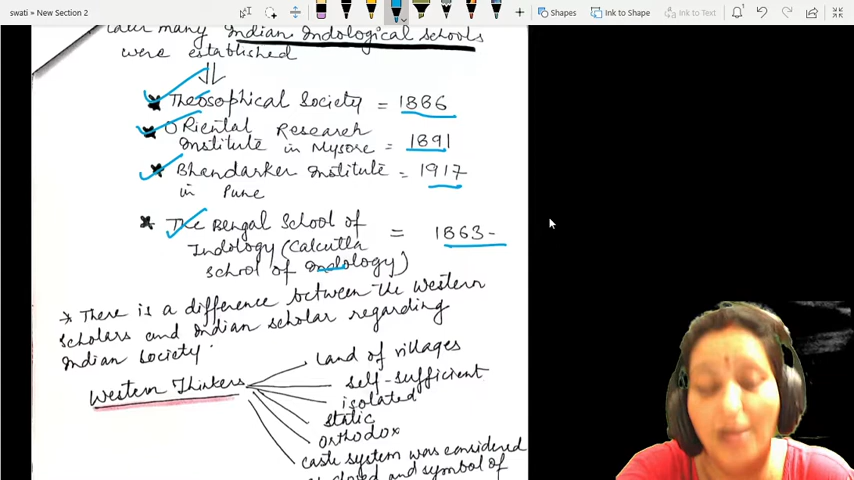 swati » New Section 2
Shapes
Ink to Shape
Ink to Text
later many Indian Indological schools
were established
Theosophical Society = 1886
Oriental Research
Institute in Mysore = 1891
Bhandarker Institute = 1917
in Pune
The Bengal School of
Indology (Calcutta = 1863-
school of Indology)
There is a difference between the Western
scholars and Indian scholar regarding
Indian society.
Land of villages
self-sufficient
Western Thinkers
isolated
static
orthodox
caste system was considered
closed and symbol of